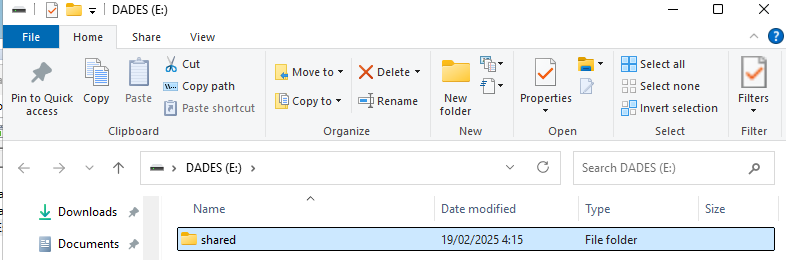 DADES (E:)
File Home Share View
Pin to Quick access
Copy
Paste
Cut
Copy path
Paste shortcut
Clipboard
Move to
Copy to
Delete
Rename
Organize
New folder
New
Properties
Open
Select all
Select none
Invert selection
Select
Filters
Filter
DADES (E:)
Search DADES (E:)
Downloads
Documents
Name Date modified Type Size
shared 19/02/2025 4:15 File folder